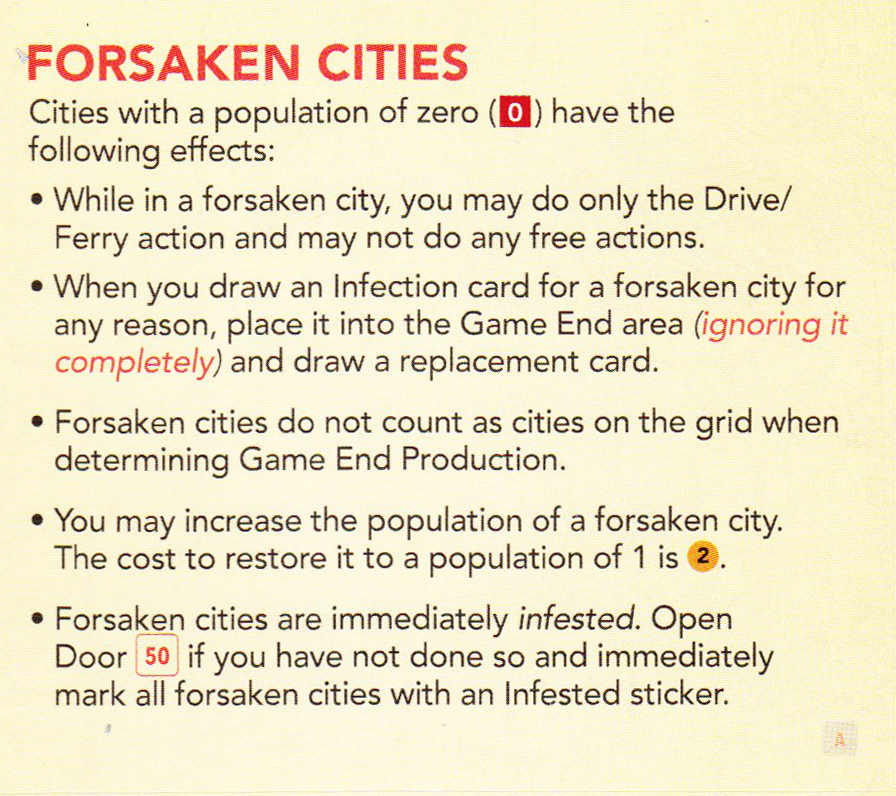 FORSAKEN CITIES
Cities with a population of zero (0) have the
following effects:
• While in a forsaken city, you may do only the Drive/
Ferry action and may not do any free actions.
• When you draw an Infection card for a forsaken city for
any reason, place it into the Game End area (ignoring it
completely) and draw a replacement card.
• Forsaken cities do not count as cities on the grid when
determining Game End Production.
• You may increase the population of a forsaken city.
The cost to restore it to a population of 1 is 2.
• Forsaken cities are immediately infested. Open
Door 50 if you have not done so and immediately
mark all forsaken cities with an Infested sticker.
A